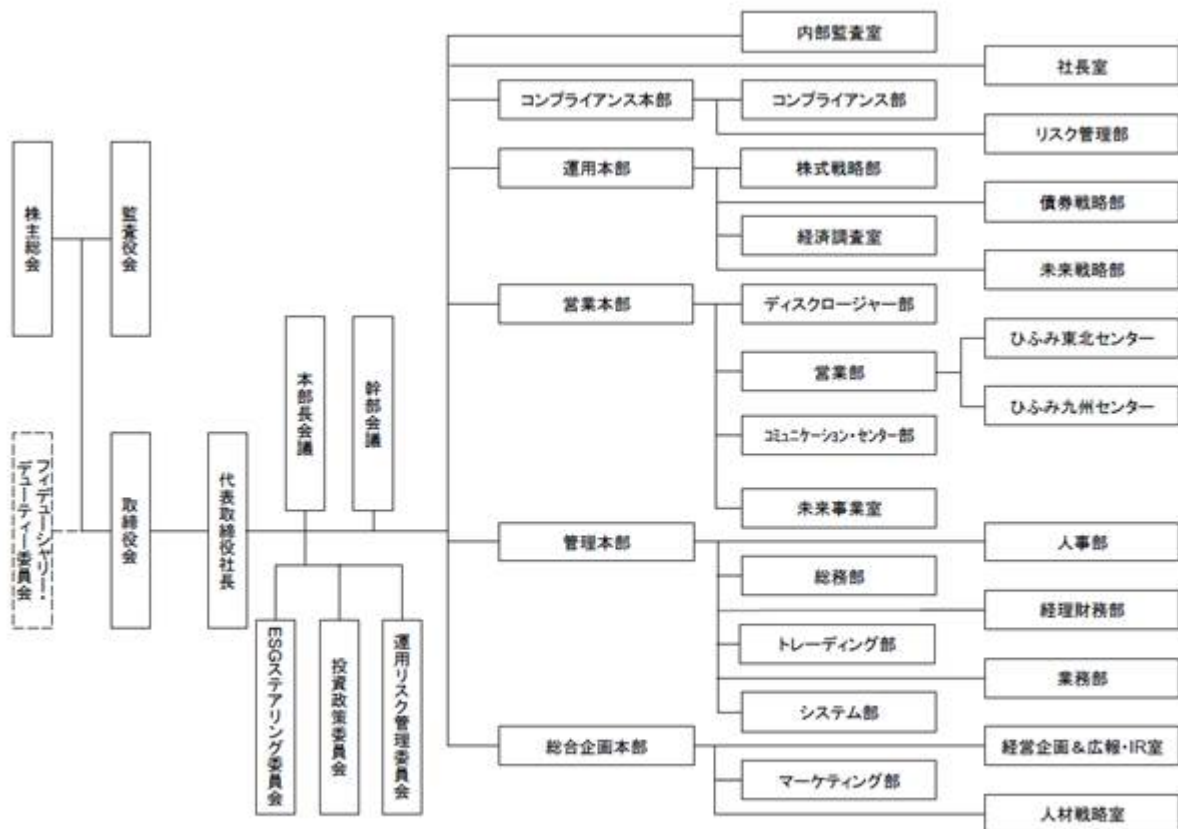 株主総会
監査役会
フィデューシャリー・
デューティー委員会
取締役会
代表取締役社長
本部長会議
幹部会議
ESGステアリング委員会
投資政策委員会
運用リスク管理委員会
内部監査室
社長室
コンプライアンス本部
コンプライアンス部
リスク管理部
運用本部
株式戦略部
債券戦略部
経済調査室
未来戦略部
営業本部
ディスクロージャー部
営業部
ひふみ東北センター
ひふみ九州センター
コミュニケーション・センター部
未来事業室
管理本部
人事部
総務部
経理財務部
トレーディング部
業務部
システム部
総合企画本部
経営企画&広報・IR室
マーケティング部
人材戦略室